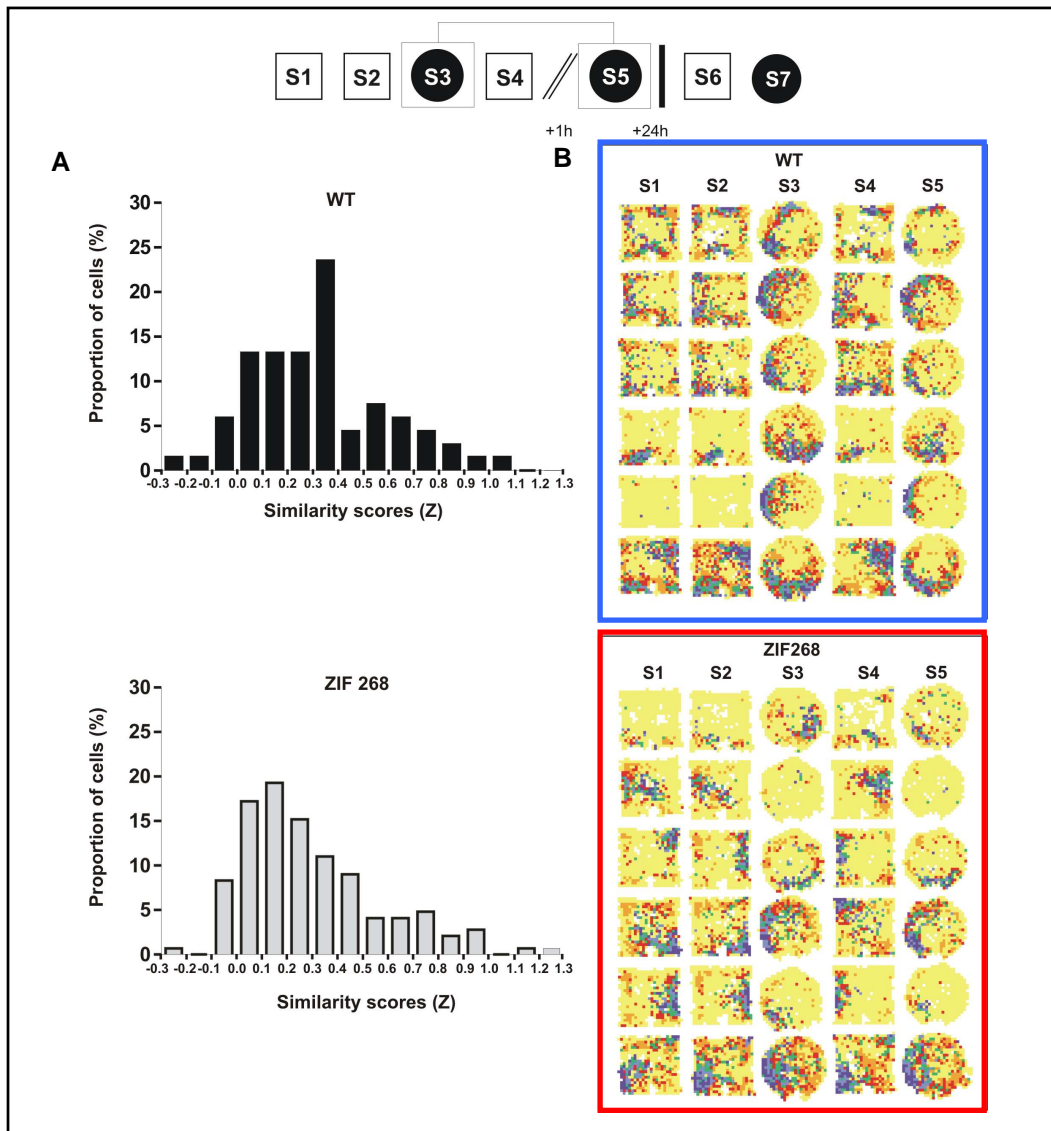 S1 S2 S3 S4 S5 S6 S7
+1h +24h
A
B
WT
30
25
20
15
10
5
0
Proportion of cells (%)
-0.3 -0.2 -0.1 0.0 0.1 0.2 0.3 0.4 0.5 0.6 0.7 0.8 0.9 1.0 1.1 1.2 1.3
Similarity scores (Z)
WT
S1 S2 S3 S4 S5
ZIF 268
30
25
20
15
10
5
0
Proportion of cells (%)
-0.3 -0.2 -0.1 0.0 0.1 0.2 0.3 0.4 0.5 0.6 0.7 0.8 0.9 1.0 1.1 1.2 1.3
Similarity scores (Z)
ZIF268
S1 S2 S3 S4 S5